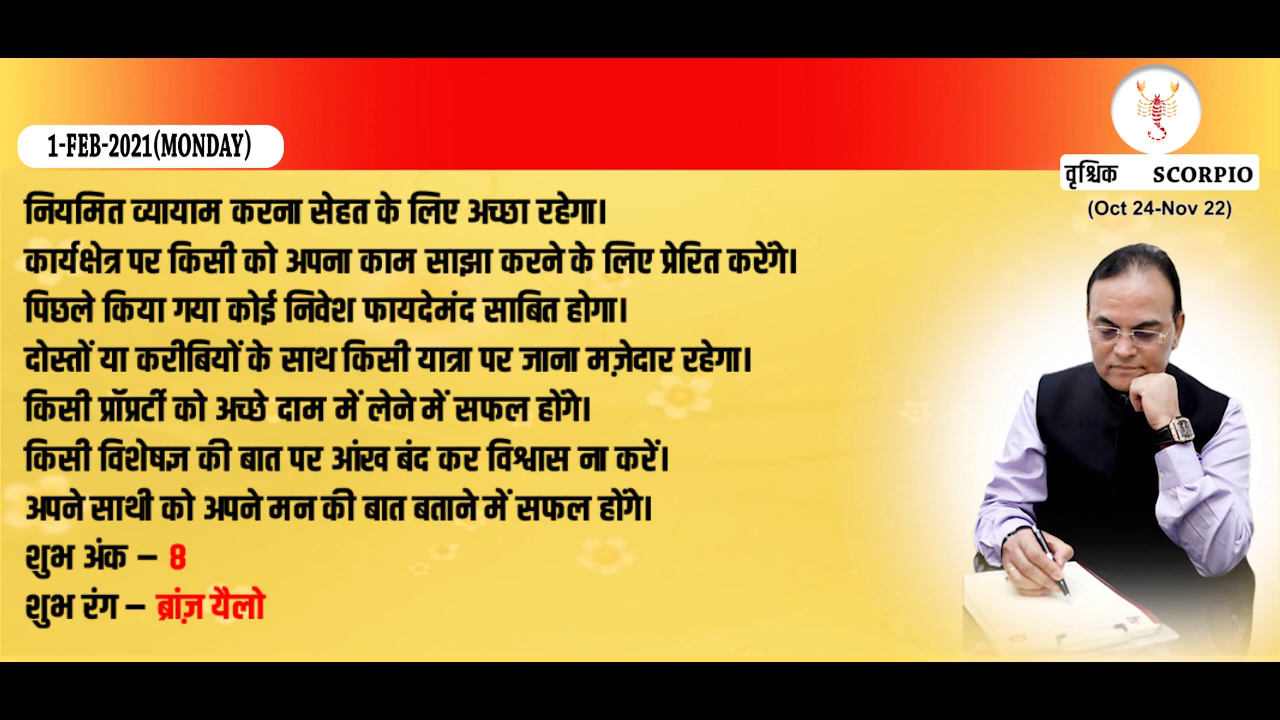 1-FEB-2021(MONDAY)
वृश्चिक SCORPIO
(Oct 24-Nov 22)
नियमित व्यायाम करना सेहत के लिए अच्छा रहेगा।
कार्यक्षेत्र पर किसी को अपना काम साझा करने के लिए प्रेरित करेंगे।
पिछले किया गया कोई निवेश फायदेमंद साबित होगा।
दोस्तों या करीबियों के साथ किसी यात्रा पर जाना मज़ेदार रहेगा।
किसी प्रॉप्रर्टी को अच्छे दाम में लेने में सफल होंगे।
किसी विशेषज्ञ की बात पर आंख बंद कर विश्वास ना करें।
अपने साथी को अपने मन की बात बताने में सफल होंगे।
शुभ अंक – 8
शुभ रंग – ब्रांज़ यैलो